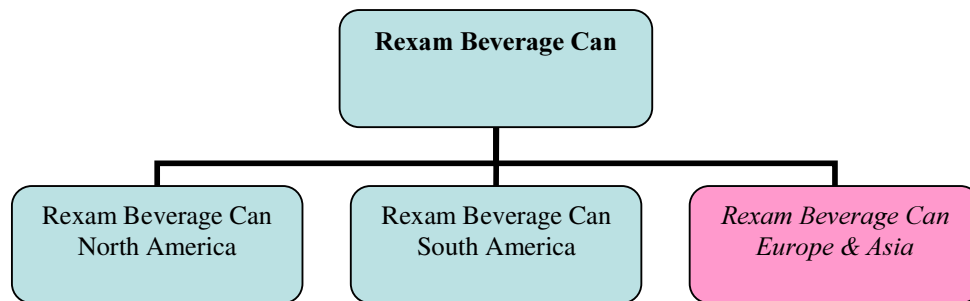 Rexam Beverage Can
Rexam Beverage Can
North America
Rexam Beverage Can
South America
Rexam Beverage Can
Europe & Asia